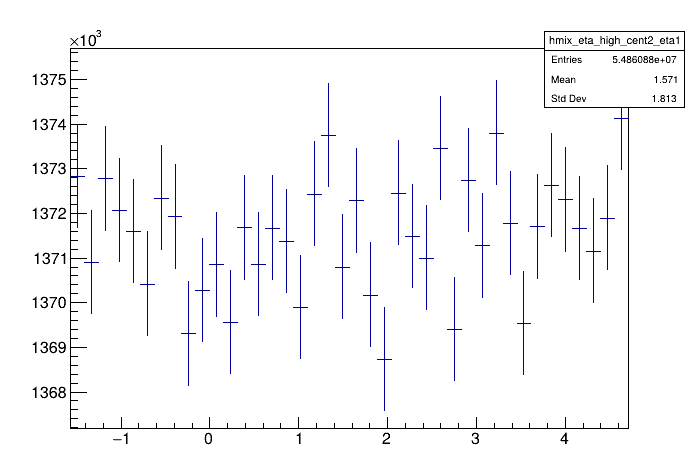 ×10³
hmix_eta_high_cent2_eta1
Entries 5.486088e+07
Mean 1.571
Std Dev 1.813
1375
1374
1373
1372
1371
1370
1369
1368
−1 0 1 2 3 4